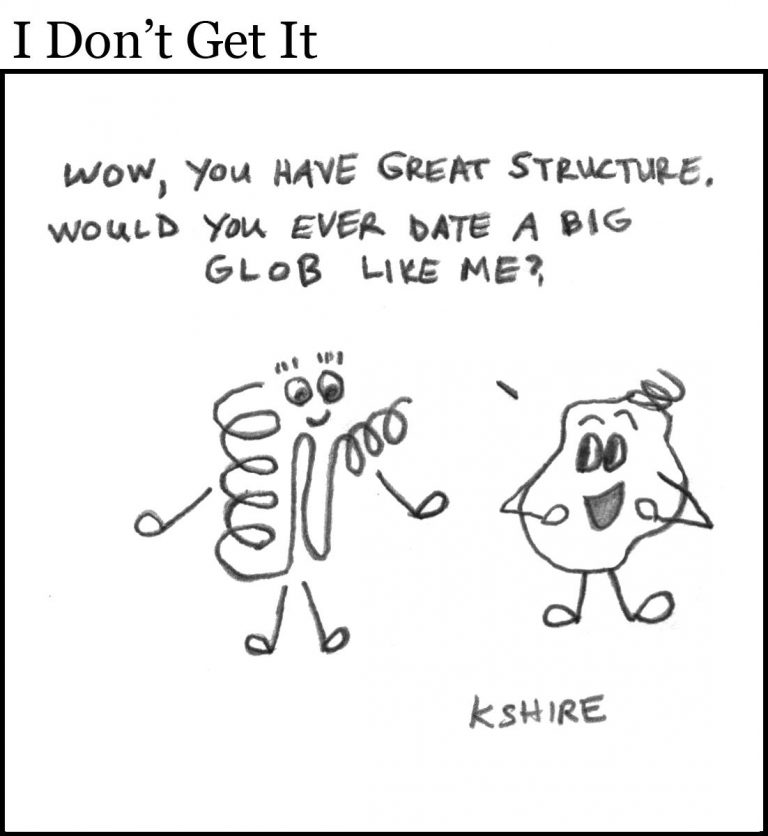 I Don’t Get It
WOW, YOU HAVE GREAT STRUCTURE.
WOULD YOU EVER DATE A BIG
GLOB LIKE ME?
KSHIRE